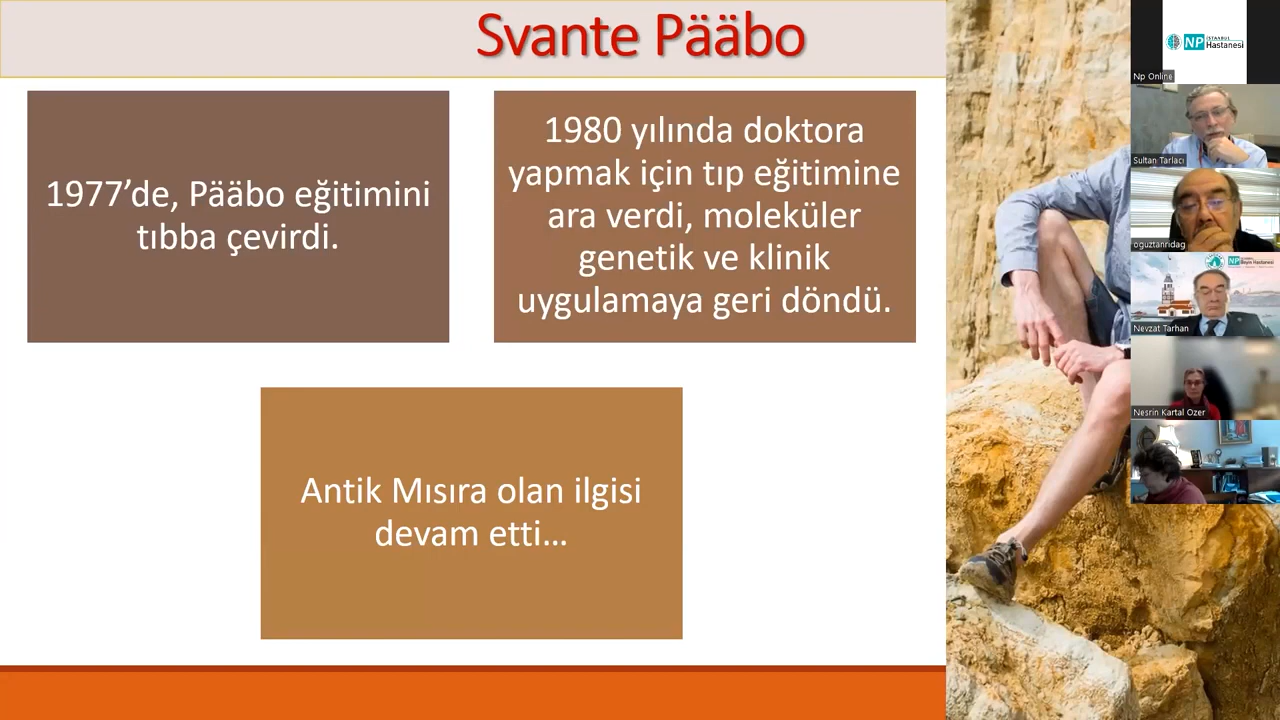 Svante Pääbo
1977’de, Pääbo eğitimini
tıbba çevirdi.
1980 yılında doktora
yapmak için tıp eğitimine
ara verdi, moleküler
genetik ve klinik
uygulamaya geri döndü.
Antik Mısıra olan ilgisi
devam etti…
NP İSTANBUL
Hastanesi
Np Online
Sultan Tarlacı
oguztanridag
NP
Beyin Hastanesi
Nevzat Tarhan
Nesrin Kartal Ozer